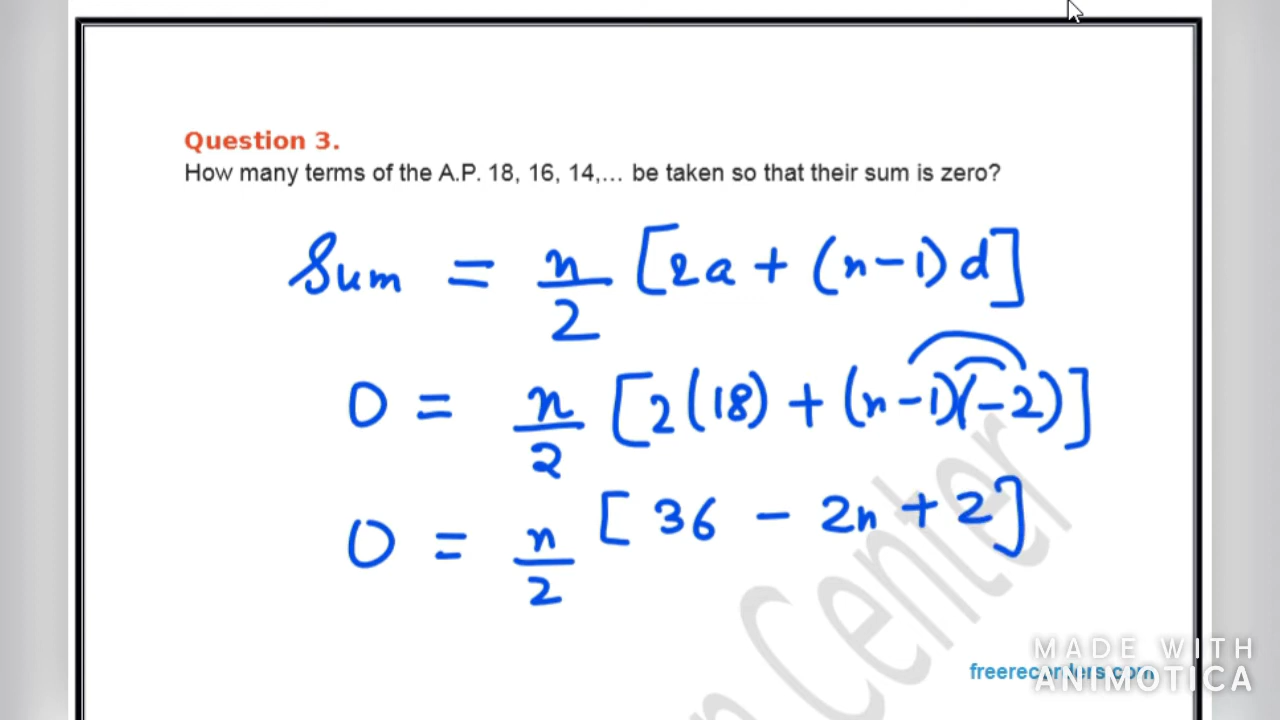 Question 3.
How many terms of the A.P. 18, 16, 14,... be taken so that their sum is zero?
Sum = n/2 [2a + (n-1) d]
0 = n/2 [2(18) + (n-1)(-2)]
0 = n/2 [36 - 2n + 2]
Center
MADE WITH
ANIMOTICA